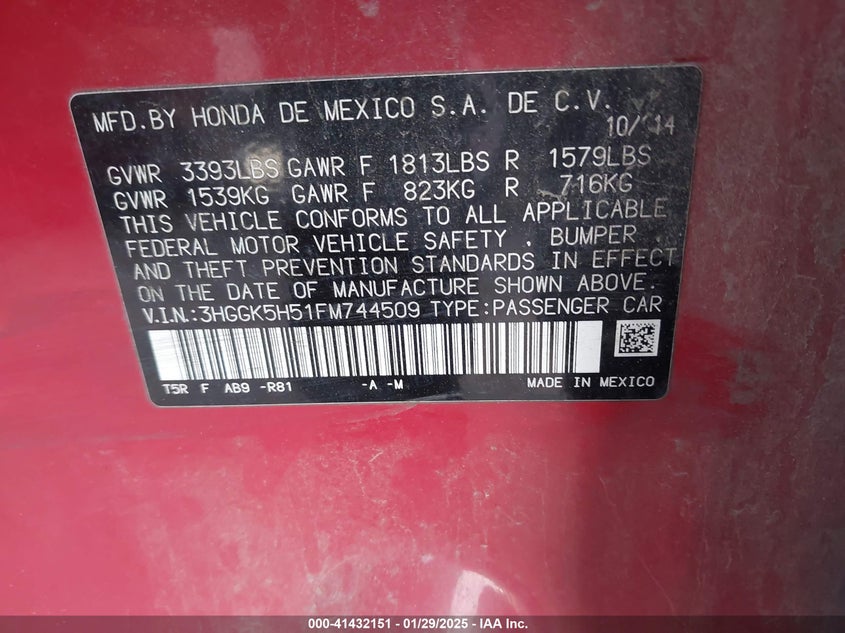 MFD.BY HONDA DE MEXICO S.A. DE C.V.
10/14
GVWR 3393LBS GAWR F 1813LBS R 1579LBS
GVWR 1539KG GAWR F 823KG R 716KG
THIS VEHICLE CONFORMS TO ALL APPLICABLE
FEDERAL MOTOR VEHICLE SAFETY , BUMPER
AND THEFT PREVENTION STANDARDS IN EFFECT
ON THE DATE OF MANUFACTURE SHOWN ABOVE.
V.I.N.:3HGGK5H51FM744509 TYPE:PASSENGER CAR
T5R F AB9 -R81 -A -M MADE IN MEXICO
000-41432151 - 01/29/2025 - IAA Inc.